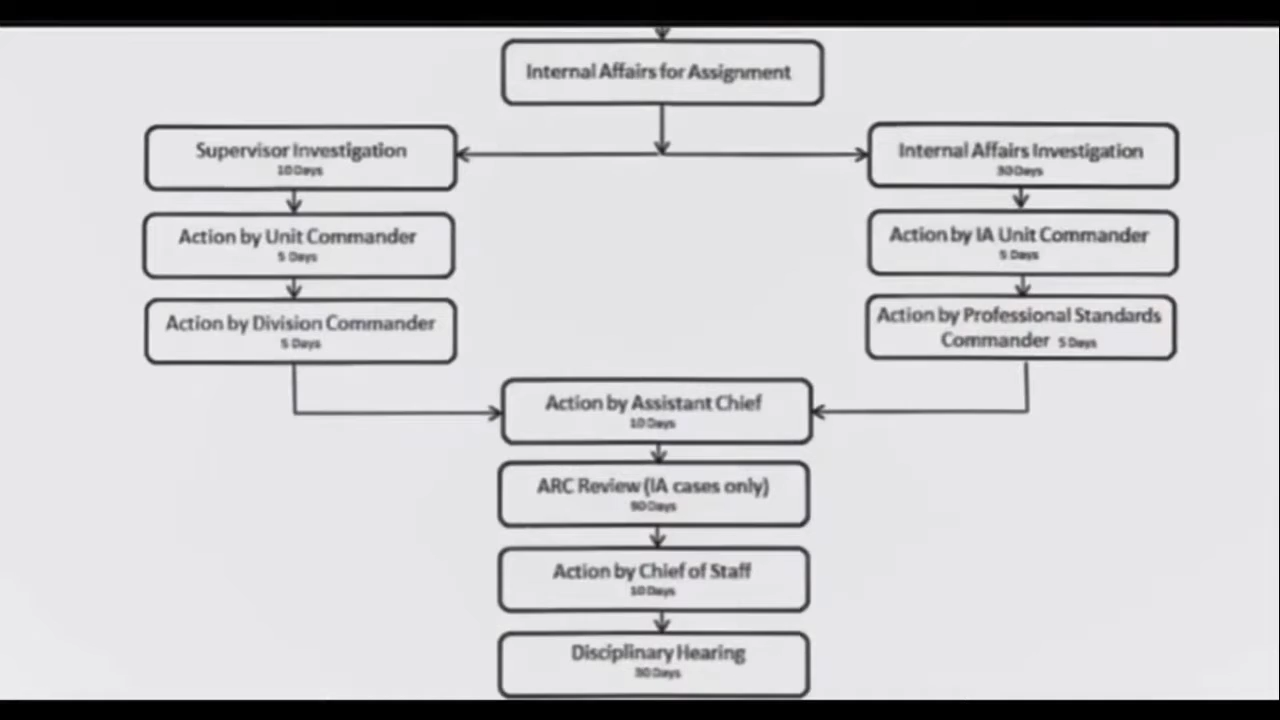 Internal Affairs for Assignment
Supervisor Investigation
10 Days
Internal Affairs Investigation
30 Days
Action by Unit Commander
5 Days
Action by IA Unit Commander
5 Days
Action by Division Commander
5 Days
Action by Professional Standards
Commander 5 Days
Action by Assistant Chief
10 Days
ARC Review (IA cases only)
Days
Action by Chief of Staff
10 Days
Disciplinary Hearing
30 Days